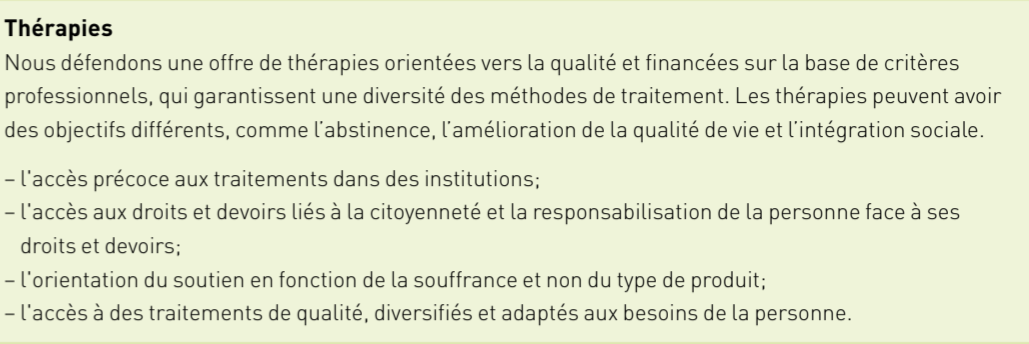 Thérapies
Nous défendons une offre de thérapies orientées vers la qualité et financées sur la base de critères
professionnels, qui garantissent une diversité des méthodes de traitement. Les thérapies peuvent avoir
des objectifs différents, comme l'abstinence, l'amélioration de la qualité de vie et l'intégration sociale.
– l'accès précoce aux traitements dans des institutions;
– l'accès aux droits et devoirs liés à la citoyenneté et la responsabilisation de la personne face à ses
droits et devoirs;
– l'orientation du soutien en fonction de la souffrance et non du type de produit;
– l'accès à des traitements de qualité, diversifiés et adaptés aux besoins de la personne.